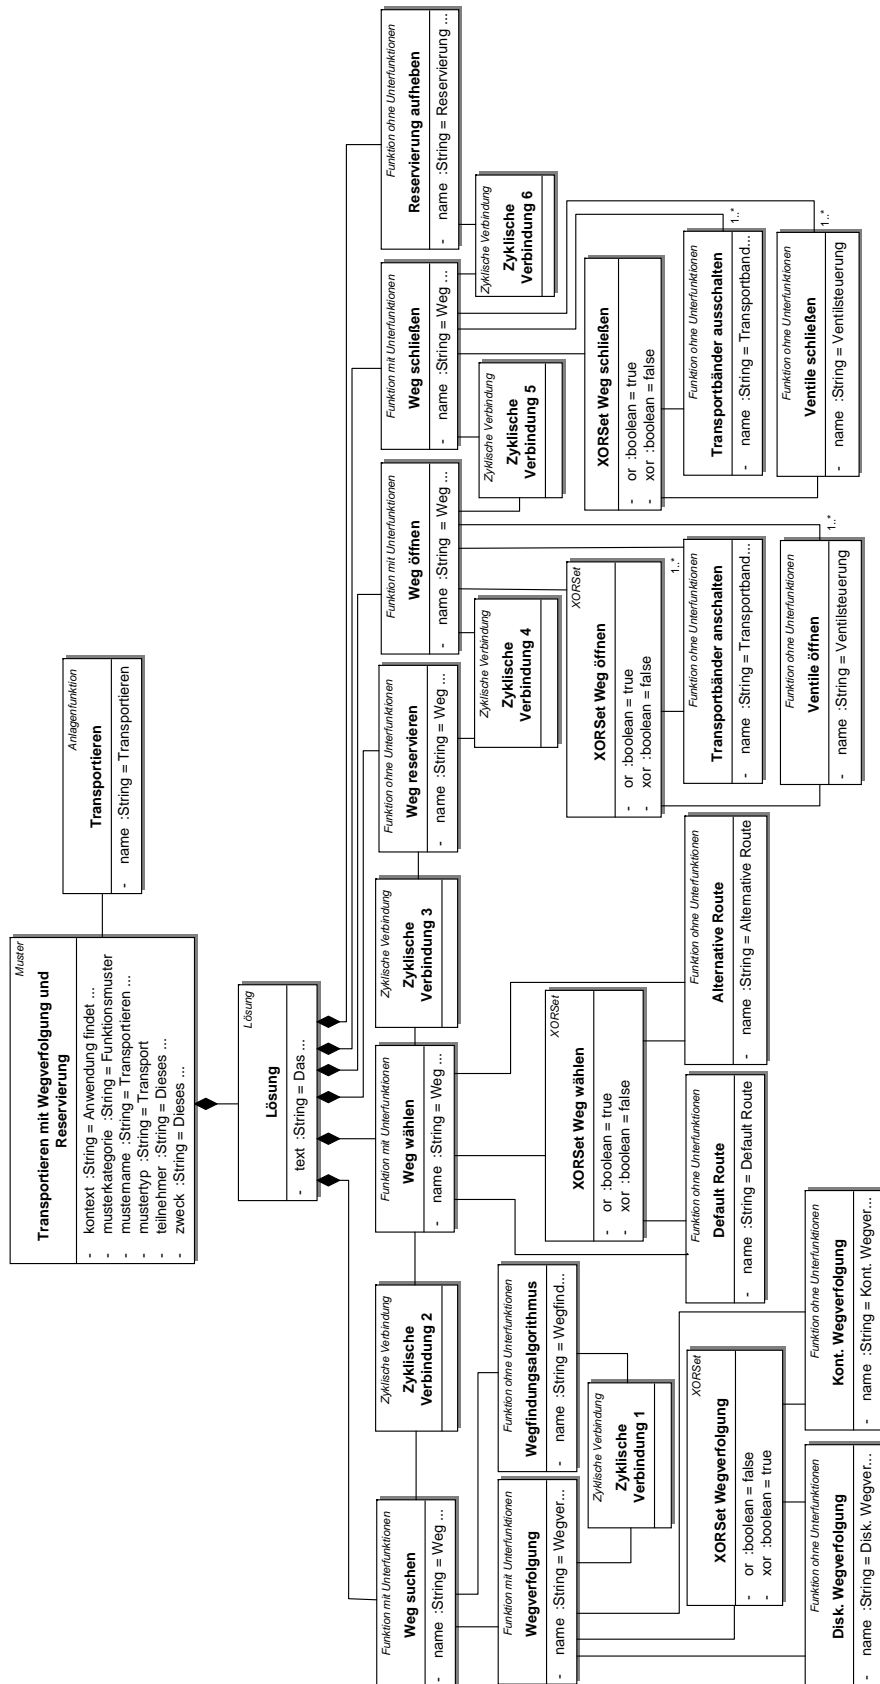 Muster
Transportieren mit Wegverfolgung und
Reservierung
- kontext :String = Anwendung findet ...
- musterkategorie :String = Funktionsmuster
- mustername :String = Transportieren ...
- mustertyp :String = Transport
- teilnehmer :String = Dieses ...
- zweck :String = Dieses ...
Anlagenfunktion
Transportieren
- name :String = Transportieren
Lösung
Lösung
- text :String = Das ...
Funktion mit Unterfunktionen
Weg suchen
- name :String = Weg ...
Zyklische Verbindung
Zyklische
Verbindung 2
Funktion mit Unterfunktionen
Weg wählen
- name :String = Weg ...
Zyklische Verbindung
Zyklische
Verbindung 3
Funktion ohne Unterfunktionen
Weg reservieren
- name :String = Weg ...
Funktion mit Unterfunktionen
Weg öffnen
- name :String = Weg ...
Funktion mit Unterfunktionen
Weg schließen
- name :String = Weg ...
Funktion ohne Unterfunktionen
Reservierung aufheben
- name :String = Reservierung ...
Funktion mit Unterfunktionen
Wegverfolgung
- name :String = Wegver...
Funktion ohne Unterfunktionen
Wegfindungsalgorithmus
- name :String = Wegfind...
Zyklische Verbindung
Zyklische
Verbindung 4
Zyklische Verbindung
Zyklische
Verbindung 5
Zyklische Verbindung
Zyklische
Verbindung 6
Zyklische Verbindung
Zyklische
Verbindung 1
XORSet
XORSet Weg wählen
- or :boolean = true
- xor :boolean = false
XORSet
XORSet Weg öffnen
- or :boolean = true
- xor :boolean = false
XORSet Weg schließen
- or :boolean = true
- xor :boolean = false
XORSet
XORSet Wegverfolgung
- or :boolean = false
- xor :boolean = true
Funktion ohne Unterfunktionen
Default Route
- name :String = Default Route
Funktion ohne Unterfunktionen
Alternative Route
- name :String = Alternative Route
1..*
Funktion ohne Unterfunktionen
Transportbänder anschalten
- name :String = Transportband...
1..*
Funktion ohne Unterfunktionen
Transportbänder ausschalten
- name :String = Transportband...
Funktion ohne Unterfunktionen
Disk. Wegverfolgung
- name :String = Disk. Wegver...
Funktion ohne Unterfunktionen
Kont. Wegverfolgung
- name :String = Kont. Wegver...
1..*
Funktion ohne Unterfunktionen
Ventile öffnen
- name :String = Ventilsteuerung
1..*
Funktion ohne Unterfunktionen
Ventile schließen
- name :String = Ventilsteuerung